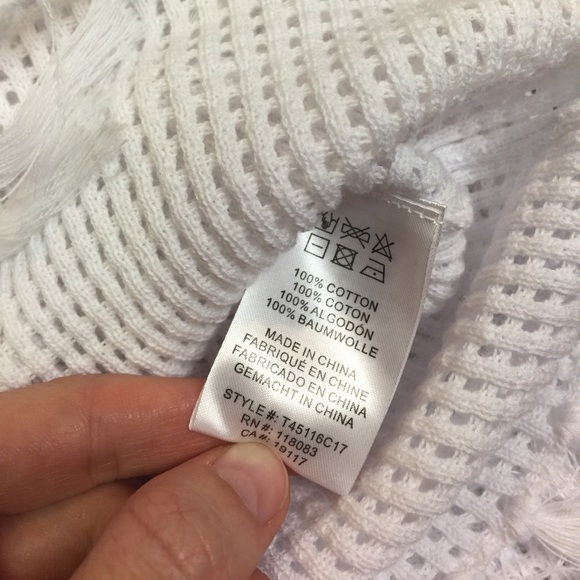 100% COTTON
100% COTON
100% ALGODÓN
100% BAUMWOLLE
MADE IN CHINA
FABRIQUÉ EN CHINE
FABRICADO EN CHINA
GEMACHT IN CHINA
STYLE#: T45116C17
RN#: 118083
CA#: 19117